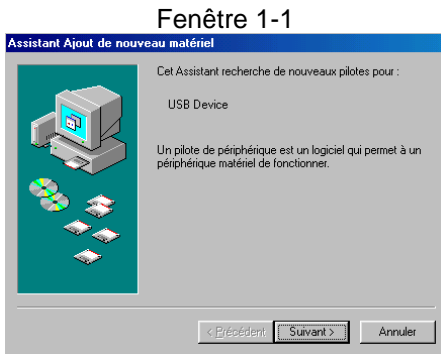 Fenêtre 1-1
Assistant Ajout de nouveau matériel
Cet Assistant recherche de nouveaux pilotes pour :
USB Device
Un pilote de périphérique est un logiciel qui permet à un
périphérique matériel de fonctionner.
< Précédent Suivant > Annuler